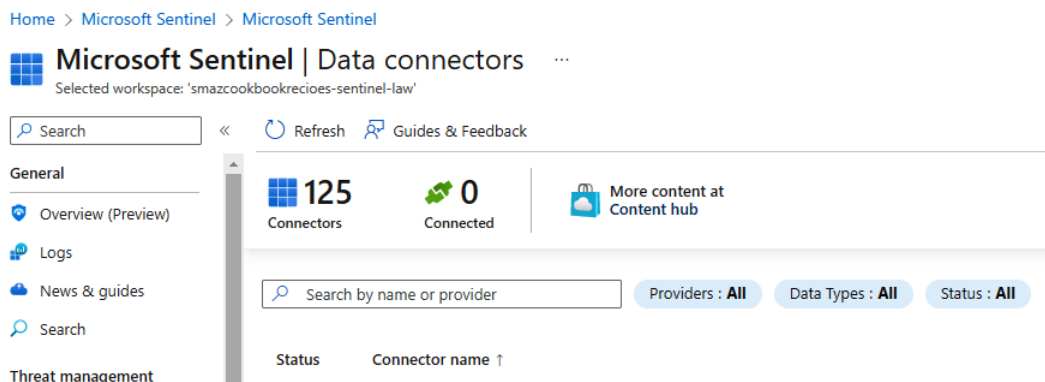 Home > Microsoft Sentinel > Microsoft Sentinel
Microsoft Sentinel | Data connectors ...
Selected workspace: 'smazcookbookrecioes-sentinel-law'
Search «
Refresh Guides & Feedback
General
Overview (Preview)
Logs
News & guides
Search
Threat management
125
Connectors
0
Connected
More content at
Content hub
Search by name or provider
Providers : All Data Types : All Status : All
Status Connector name ↑